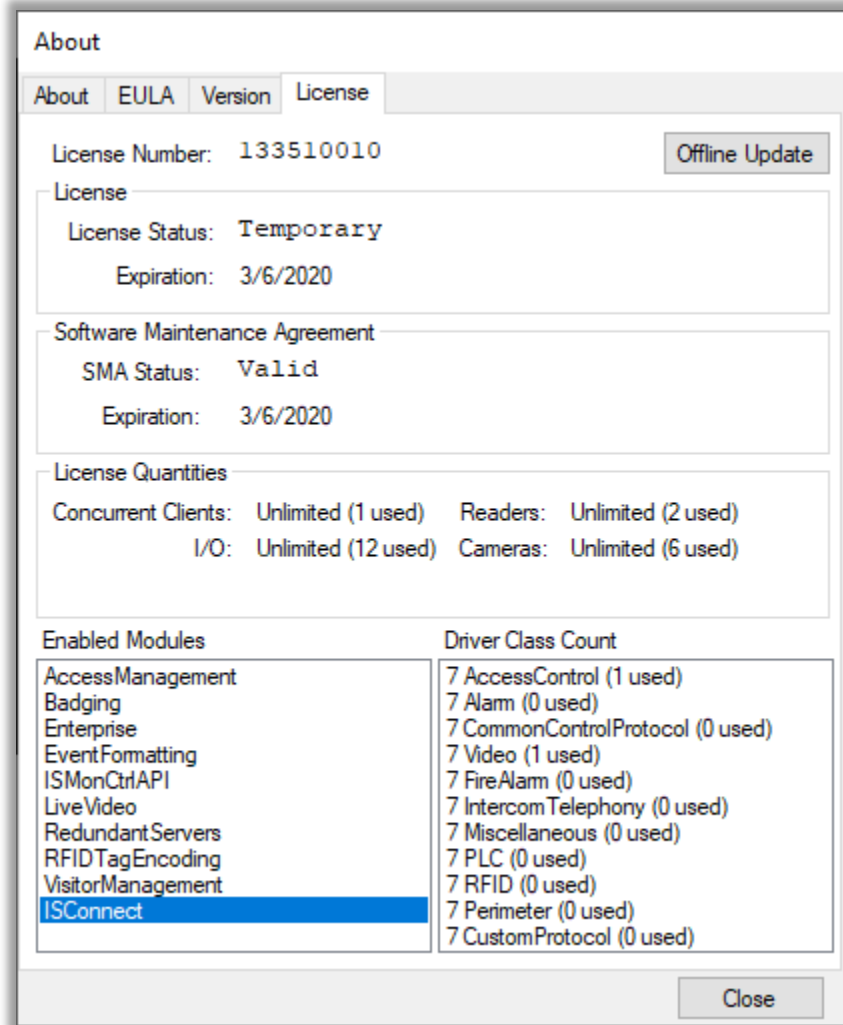 About
About EULA Version License
License Number: 133510010 Offline Update
License
License Status: Temporary
Expiration: 3/6/2020
Software Maintenance Agreement
SMA Status: Valid
Expiration: 3/6/2020
License Quantities
Concurrent Clients: Unlimited (1 used) Readers: Unlimited (2 used)
I/O: Unlimited (12 used) Cameras: Unlimited (6 used)
Enabled Modules
AccessManagement
Badging
Enterprise
EventFormatting
ISMonCtrlAPI
LiveVideo
RedundantServers
RFIDTagEncoding
VisitorManagement
ISConnect
Driver Class Count
7 AccessControl (1 used)
7 Alarm (0 used)
7 CommonControlProtocol (0 used)
7 Video (1 used)
7 FireAlarm (0 used)
7 IntercomTelephony (0 used)
7 Miscellaneous (0 used)
7 PLC (0 used)
7 RFID (0 used)
7 Perimeter (0 used)
7 CustomProtocol (0 used)
Close